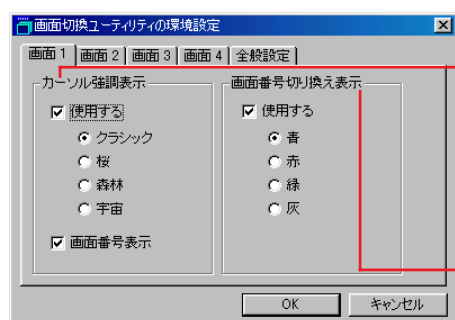 画面切換ユーティリティの環境設定
画面 1 画面 2 画面 3 画面 4 全般設定
カーソル強調表示
使用する
クラシック
桜
森林
宇宙
画面番号表示
画面番号切り換え表示
使用する
青
赤
緑
灰
OK キャンセル